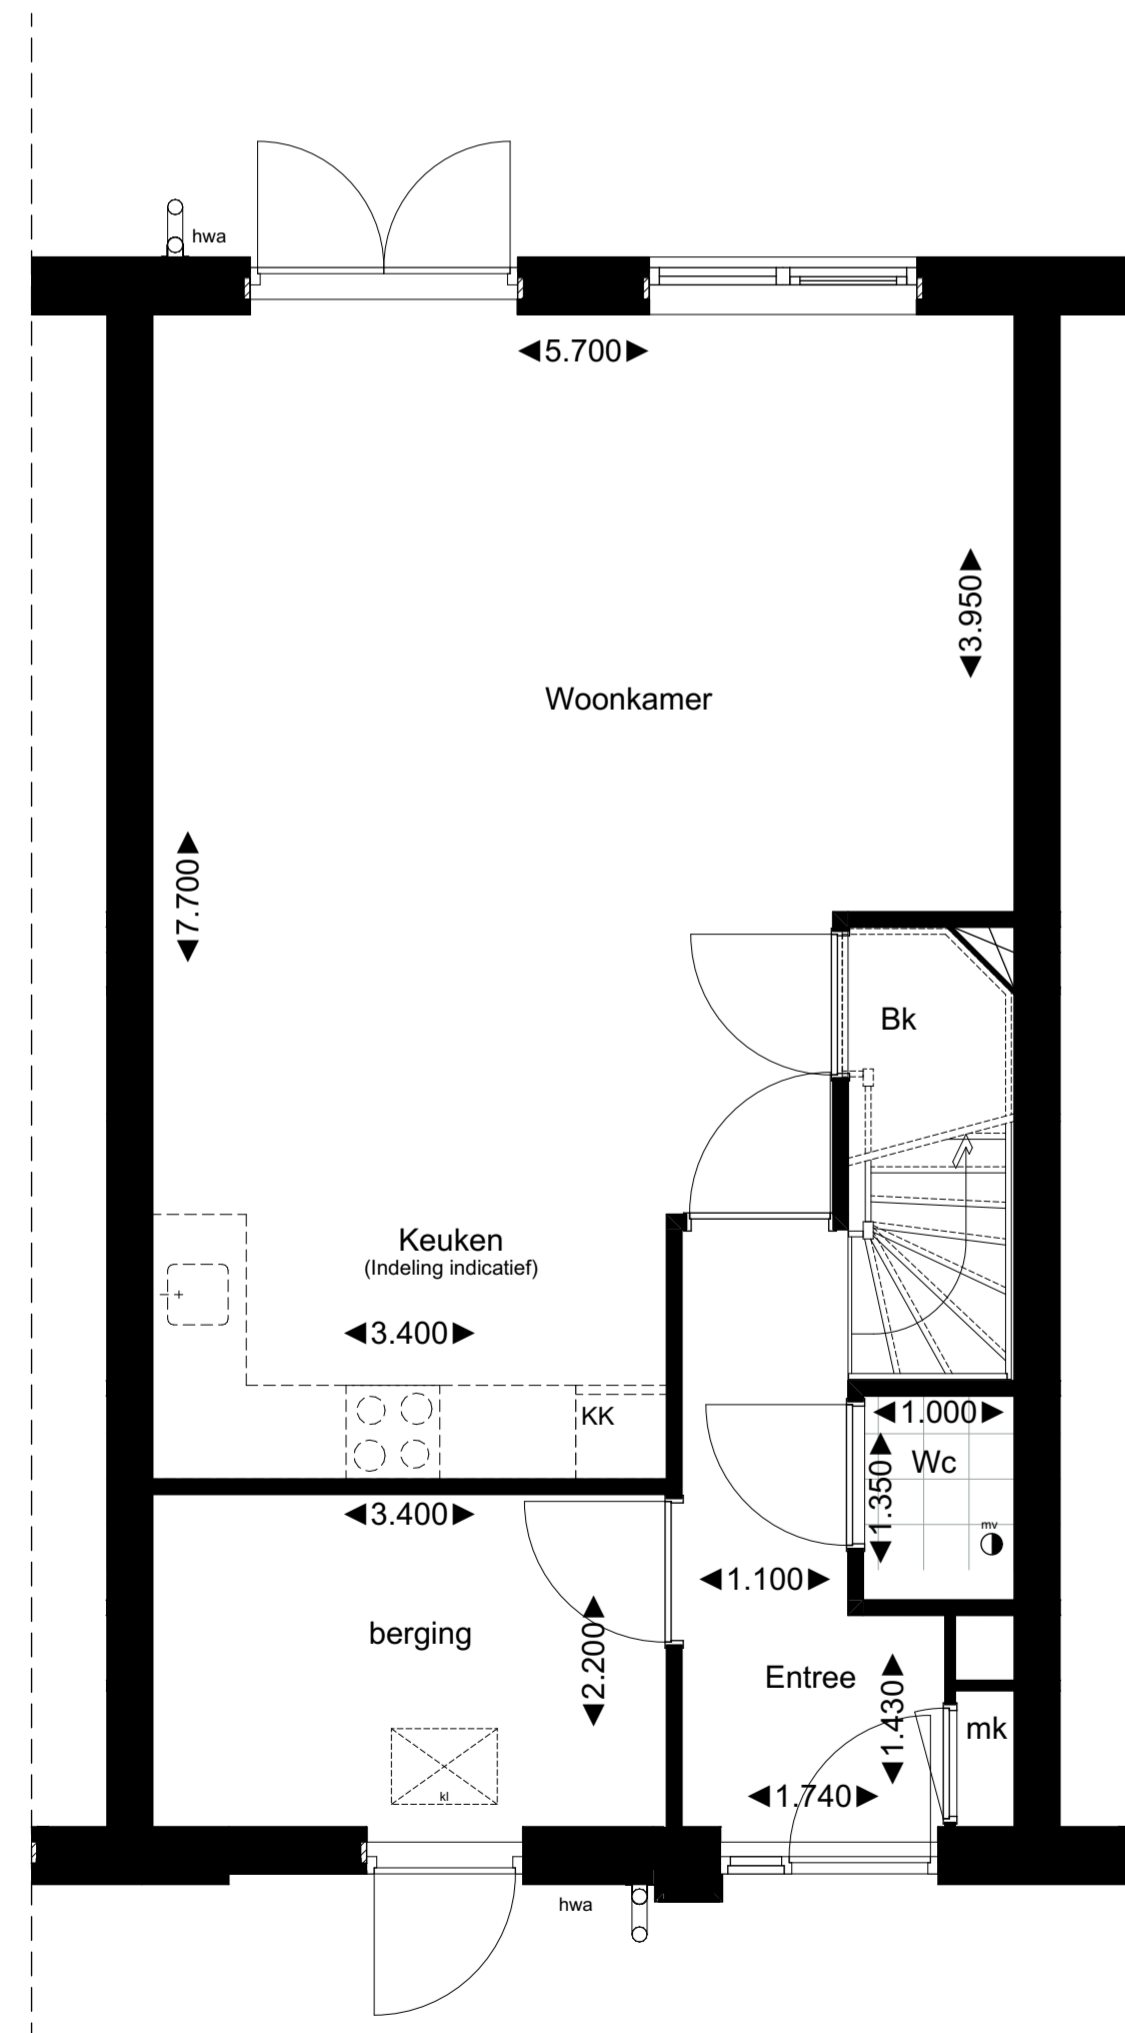 hwa
5.700
3.950
Woonkamer
7.700
Bk
Keuken
(Indeling indicatief)
3.400
KK
1.000
Wc
1.350
mv
3.400
1.100
berging
2.200
Entree
1.430
mk
1.740
kl
hwa